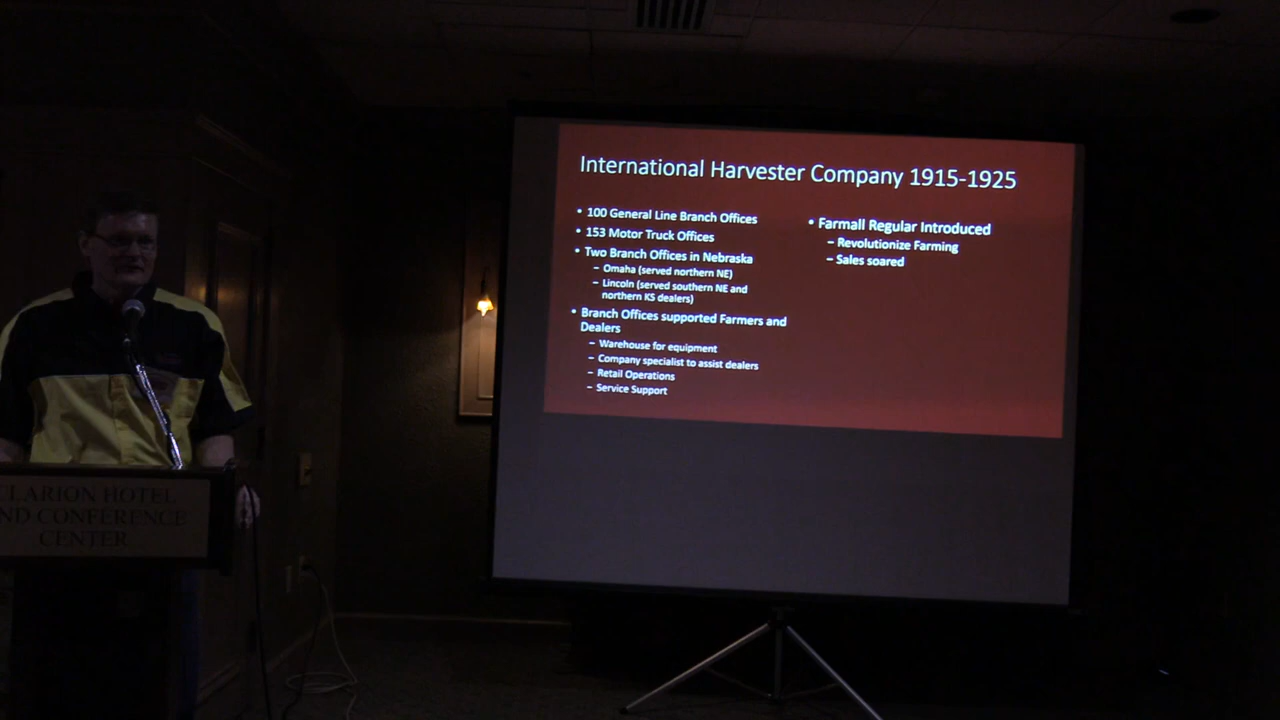 International Harvester Company 1915-1925
• 100 General Line Branch Offices
• 153 Motor Truck Offices
• Two Branch Offices in Nebraska
– Omaha (served northern NE)
– Lincoln (served southern NE and
northern KS dealers)
• Branch Offices supported Farmers and
Dealers
– Warehouse for equipment
– Company specialist to assist dealers
– Retail Operations
– Service Support
• Farmall Regular Introduced
– Revolutionize Farming
– Sales soared
CLARION HOTEL
ND CONFERENCE
CENTER